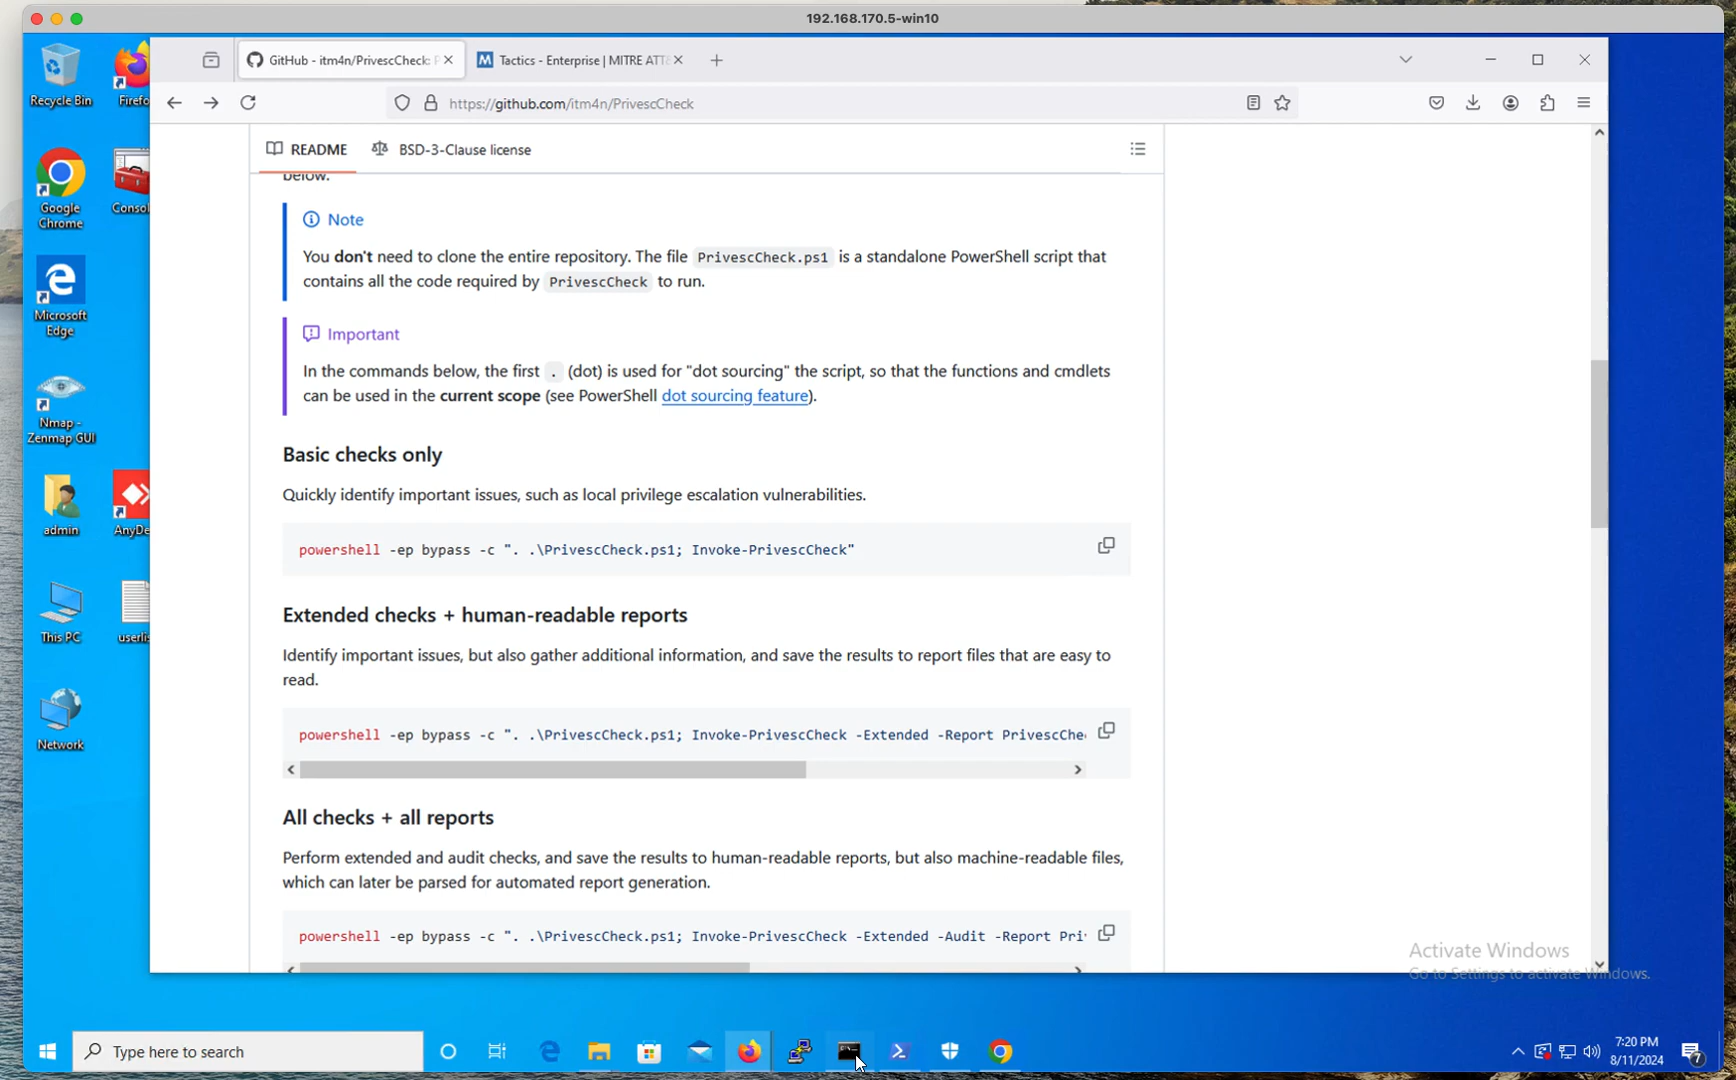 192.168.170.5-win10
GitHub - itm4n/PrivescCheck: P
Tactics - Enterprise | MITRE ATT&
https://github.com/itm4n/PrivescCheck
README
BSD-3-Clause license
below.
Note
You don't need to clone the entire repository. The file PrivescCheck.ps1 is a standalone PowerShell script that
contains all the code required by PrivescCheck to run.
Important
In the commands below, the first . (dot) is used for "dot sourcing" the script, so that the functions and cmdlets
can be used in the current scope (see PowerShell dot sourcing feature).
Basic checks only
Quickly identify important issues, such as local privilege escalation vulnerabilities.
powershell -ep bypass -c ". .\PrivescCheck.ps1; Invoke-PrivescCheck"
Extended checks + human-readable reports
Identify important issues, but also gather additional information, and save the results to report files that are easy to
read.
powershell -ep bypass -c ". .\PrivescCheck.ps1; Invoke-PrivescCheck -Extended -Report PrivescChe
All checks + all reports
Perform extended and audit checks, and save the results to human-readable reports, but also machine-readable files,
which can later be parsed for automated report generation.
powershell -ep bypass -c ". .\PrivescCheck.ps1; Invoke-PrivescCheck -Extended -Audit -Report Pri
Recycle Bin
Firefo
Google
Chrome
Consol
Microsoft
Edge
Nmap -
Zenmap GUI
admin
AnyDe
This PC
userlis
Network
Activate Windows
Go to Settings to activate Windows.
Type here to search
7:20 PM
8/11/2024
7